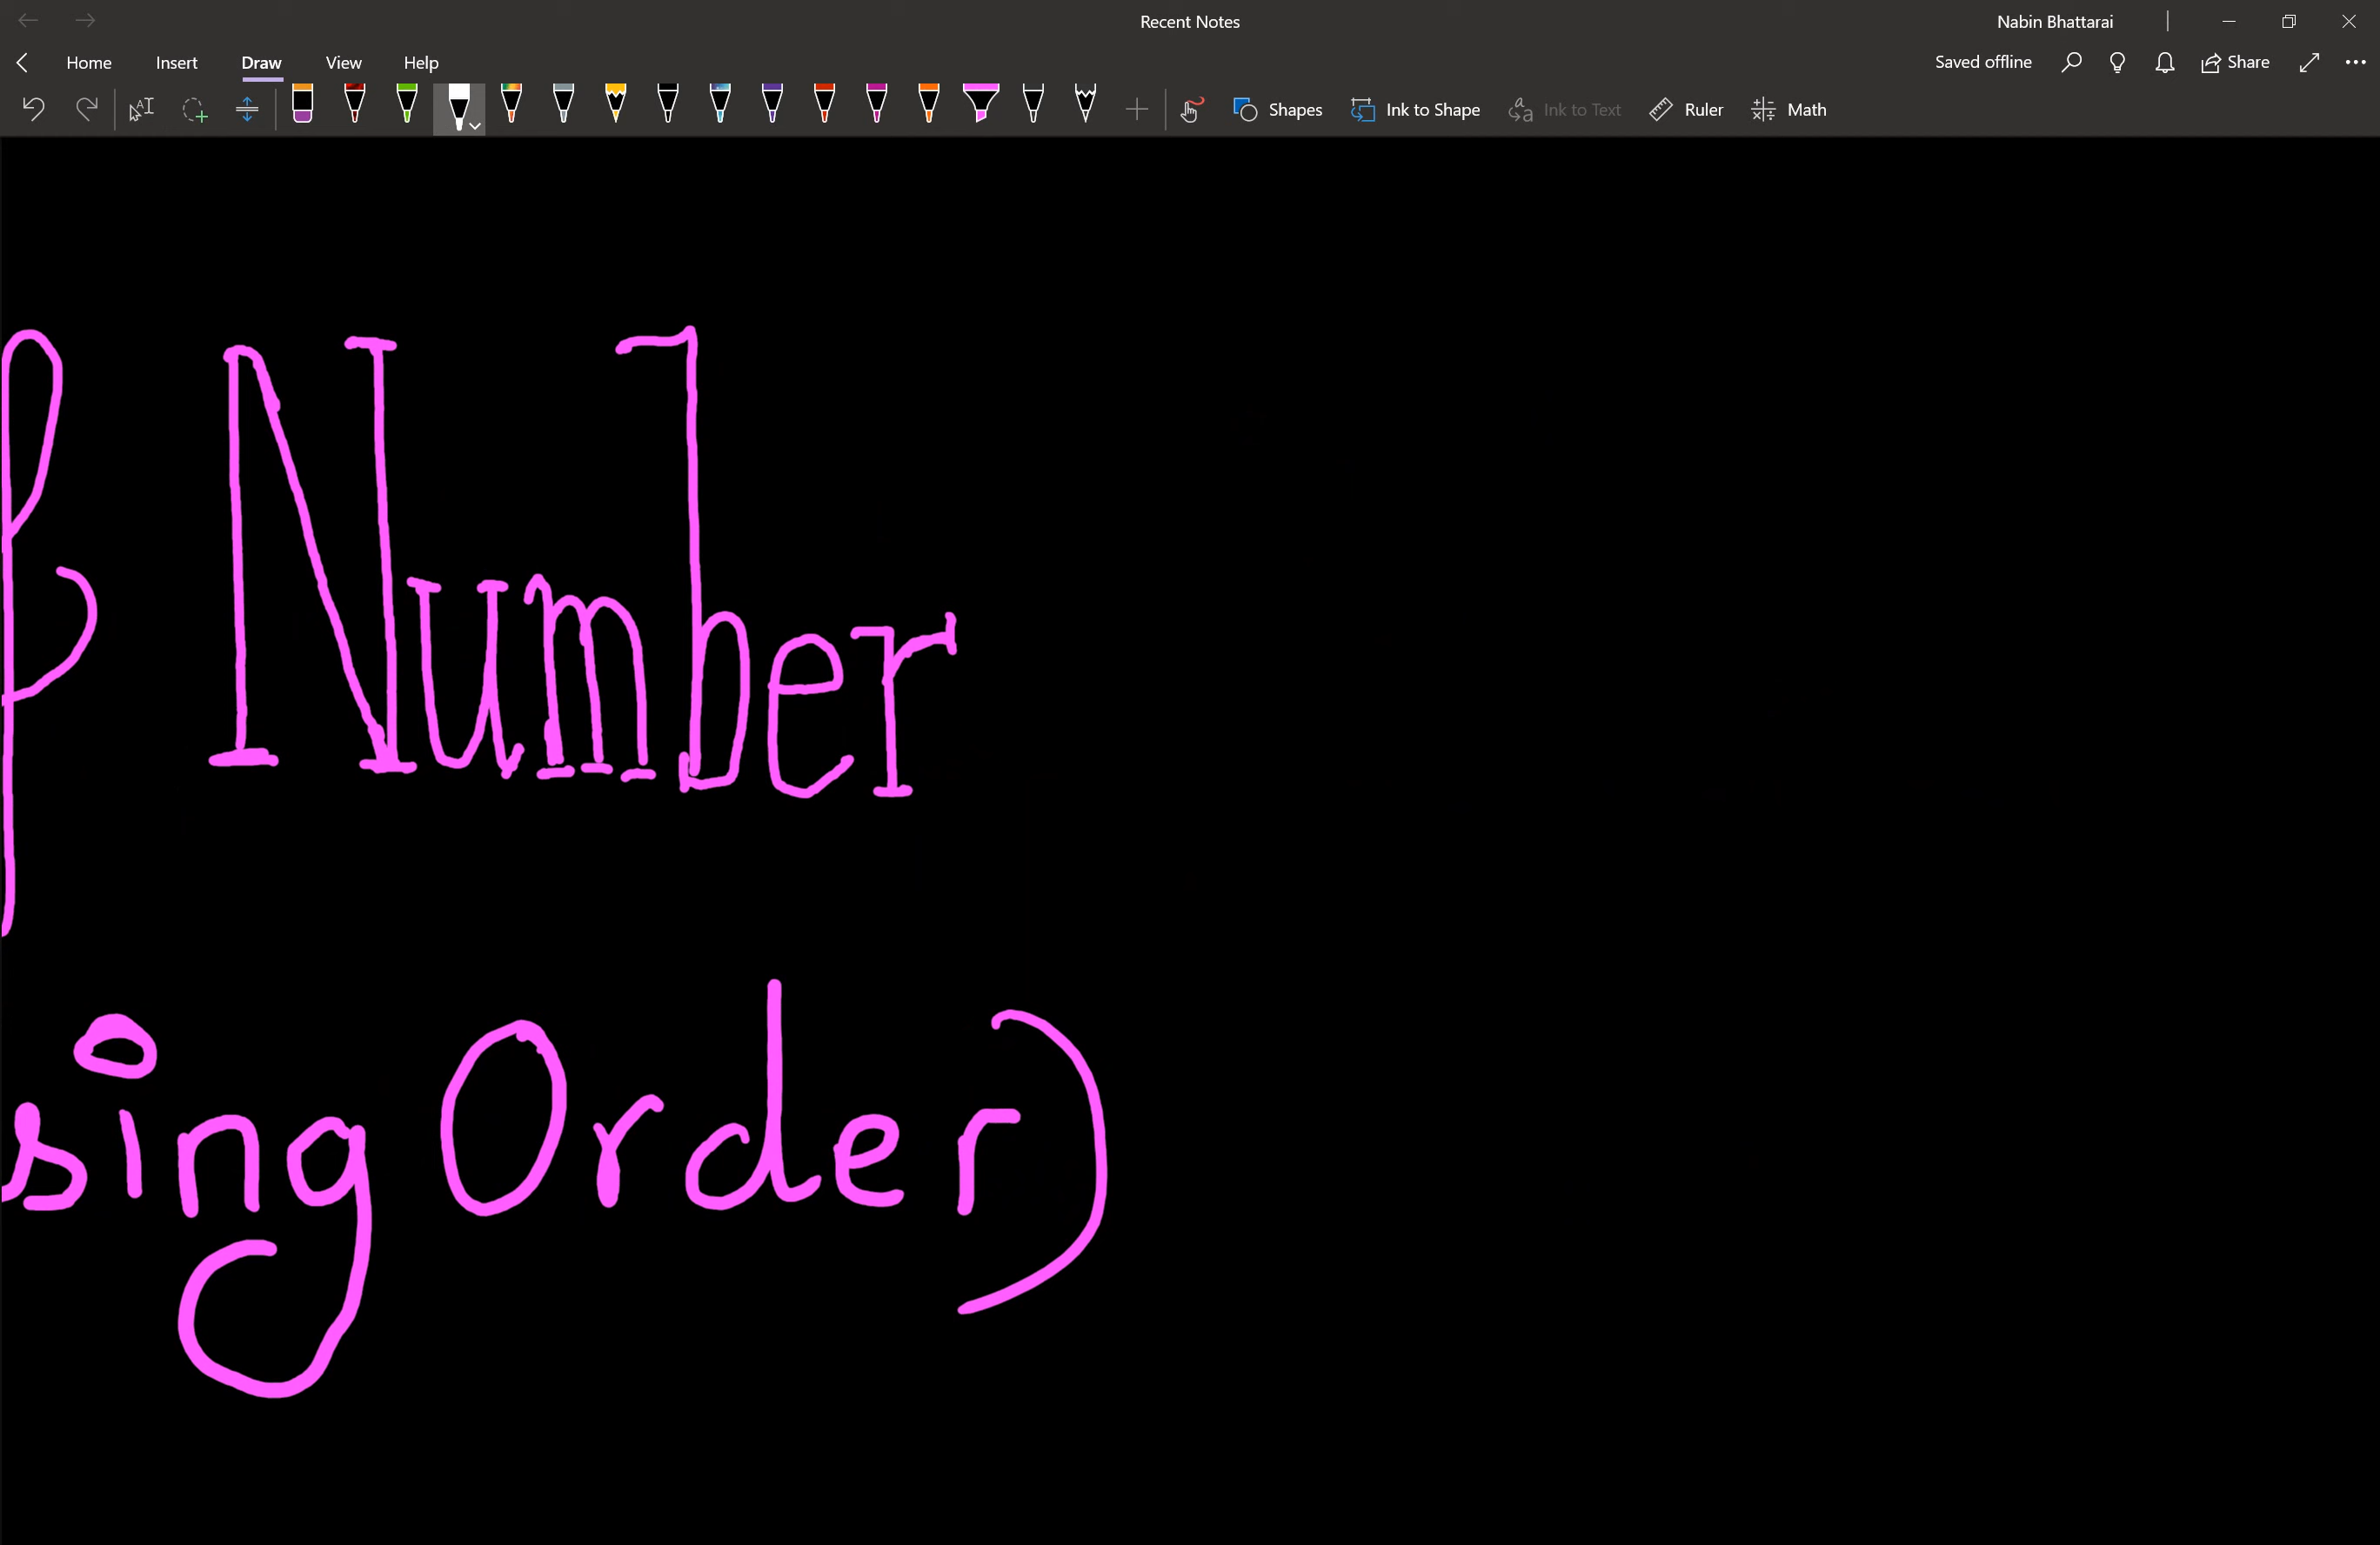 Recent Notes Nabin Bhattarai
Home Insert Draw View Help Saved offline Share
Shapes Ink to Shape Ink to Text Ruler Math
f Number
sing Order)